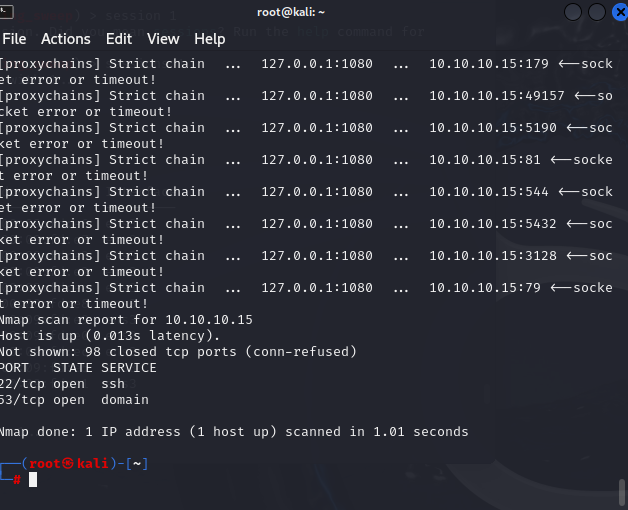 root@kali: ~
) > session 1
File Actions Edit View Help
[proxychains] Strict chain ... 127.0.0.1:1080 ... 10.10.10.15:179 ←—sock
et error or timeout!
[proxychains] Strict chain ... 127.0.0.1:1080 ... 10.10.10.15:49157 ←—so
cket error or timeout!
[proxychains] Strict chain ... 127.0.0.1:1080 ... 10.10.10.15:5190 ←—soc
ket error or timeout!
[proxychains] Strict chain ... 127.0.0.1:1080 ... 10.10.10.15:81 ←—socke
t error or timeout!
[proxychains] Strict chain ... 127.0.0.1:1080 ... 10.10.10.15:544 ←—sock
et error or timeout!
[proxychains] Strict chain ... 127.0.0.1:1080 ... 10.10.10.15:5432 ←—soc
ket error or timeout!
[proxychains] Strict chain ... 127.0.0.1:1080 ... 10.10.10.15:3128 ←—soc
ket error or timeout!
[proxychains] Strict chain ... 127.0.0.1:1080 ... 10.10.10.15:79 ←—socke
t error or timeout!
Nmap scan report for 10.10.10.15
Host is up (0.013s latency).
Not shown: 98 closed tcp ports (conn-refused)
PORT   STATE SERVICE
22/tcp open  ssh
53/tcp open  domain
Nmap done: 1 IP address (1 host up) scanned in 1.01 seconds
┌──(root㉿kali)-[~]
└─#